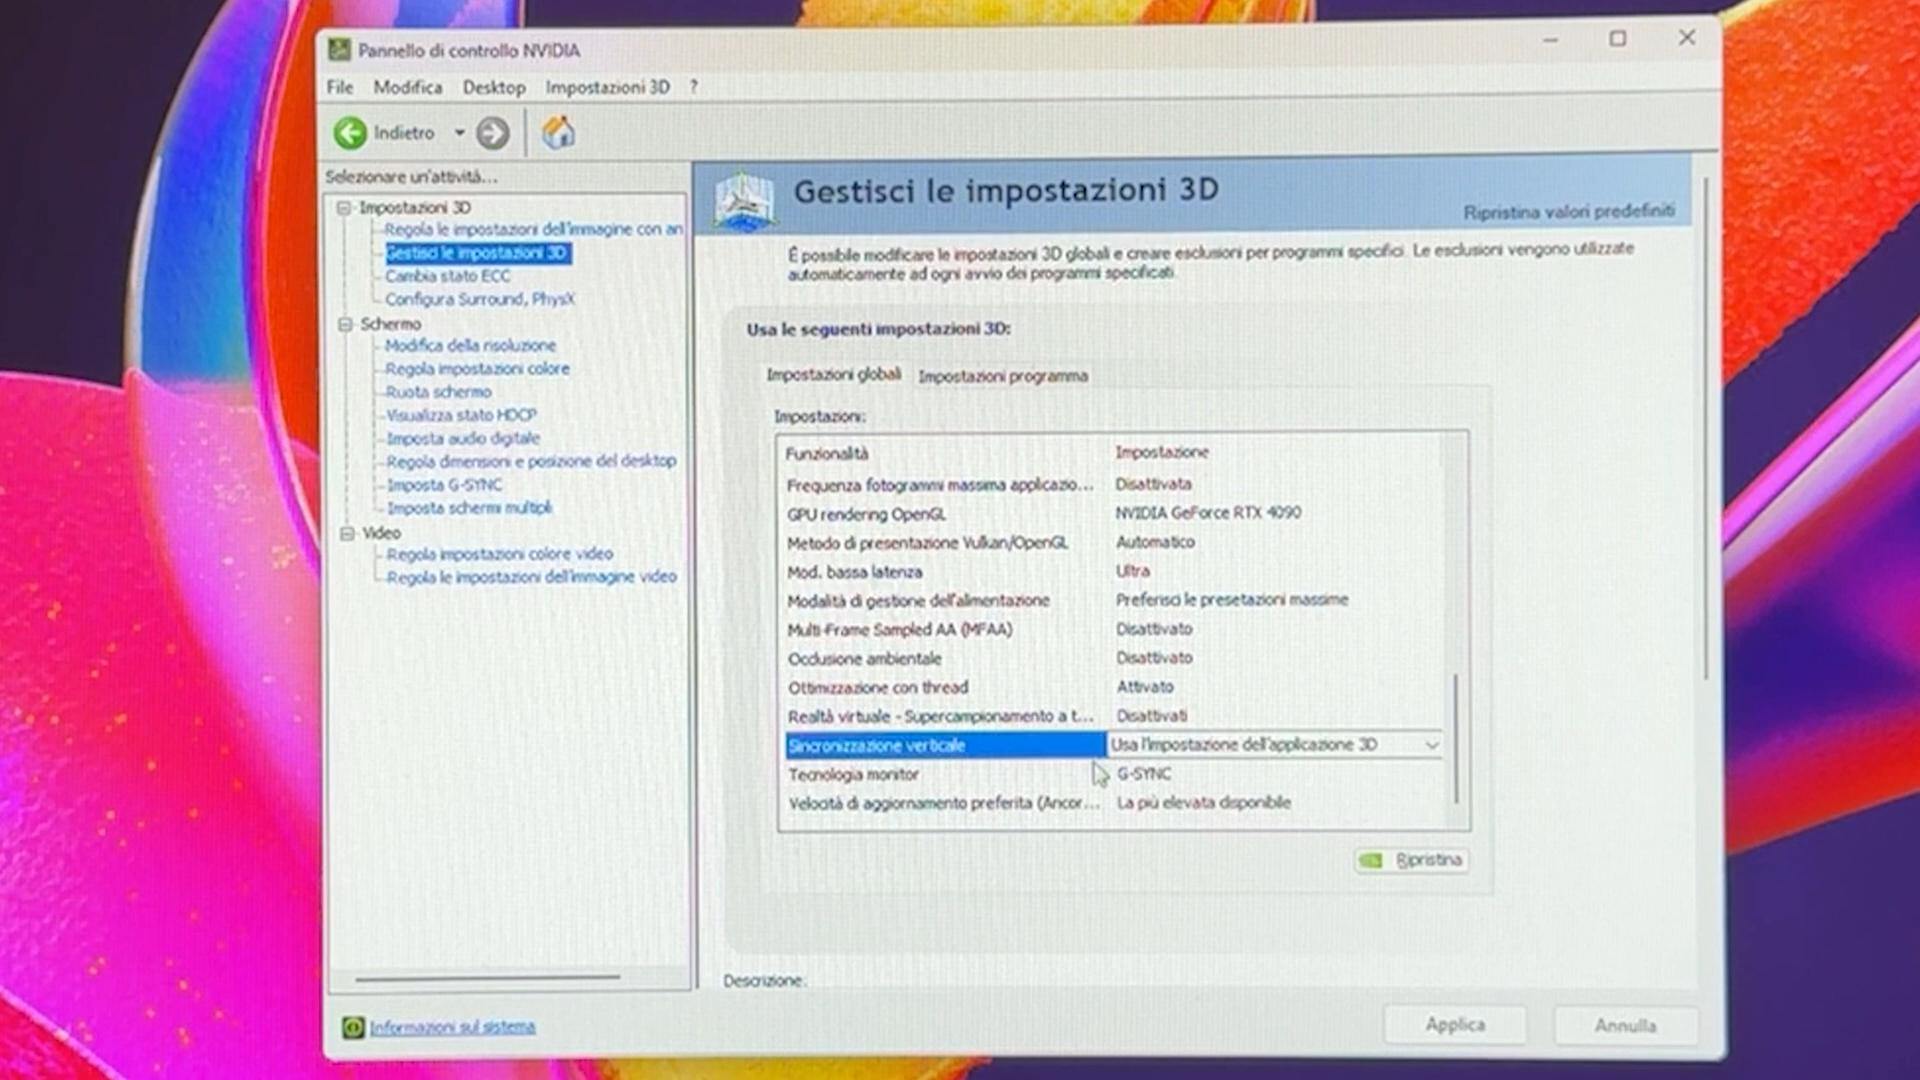 Pannello di controllo NVIDIA
File Modifica Desktop Impostazioni 3D ?
Indietro
Selezionare un'attività...
Impostazioni 3D
Regola le impostazioni dell'immagine con an
Gestisci le impostazioni 3D
Cambia stato ECC
Configura Surround, PhysX
Schermo
Modifica della risoluzione
Regola impostazioni colore
Ruota schermo
Visualizza stato HDCP
Imposta audio digitale
Regola dimensioni e posizione del desktop
Imposta G-SYNC
Imposta schermi multipli
Video
Regola impostazioni colore video
Regola le impostazioni dell'immagine video
Informazioni sul sistema
Gestisci le impostazioni 3D
Ripristina valori predefiniti
È possibile modificare le impostazioni 3D globali e creare esclusioni per programmi specifici. Le esclusioni vengono utilizzate
automaticamente ad ogni avvio dei programmi specificati.
Usa le seguenti impostazioni 3D:
Impostazioni globali Impostazioni programma
Impostazioni:
Funzionalità Impostazione
Frequenza fotogrammi massima applicazio... Disattivata
GPU rendering OpenGL NVIDIA GeForce RTX 4090
Metodo di presentazione Vulkan/OpenGL Automatico
Mod. bassa latenza Ultra
Modalità di gestione dell'alimentazione Preferisci le presetazioni massime
Multi-Frame Sampled AA (MFAA) Disattivato
Occlusione ambientale Disattivato
Ottimizzazione con thread Attivato
Realtà virtuale - Supercampionamento a t... Disattivati
Sincronizzazione verticale Usa l'impostazione dell'applicazione 3D
Tecnologia monitor G-SYNC
Velocità di aggiornamento preferita (Ancor... La più elevata disponibile
Ripristina
Descrizione:
Applica Annulla